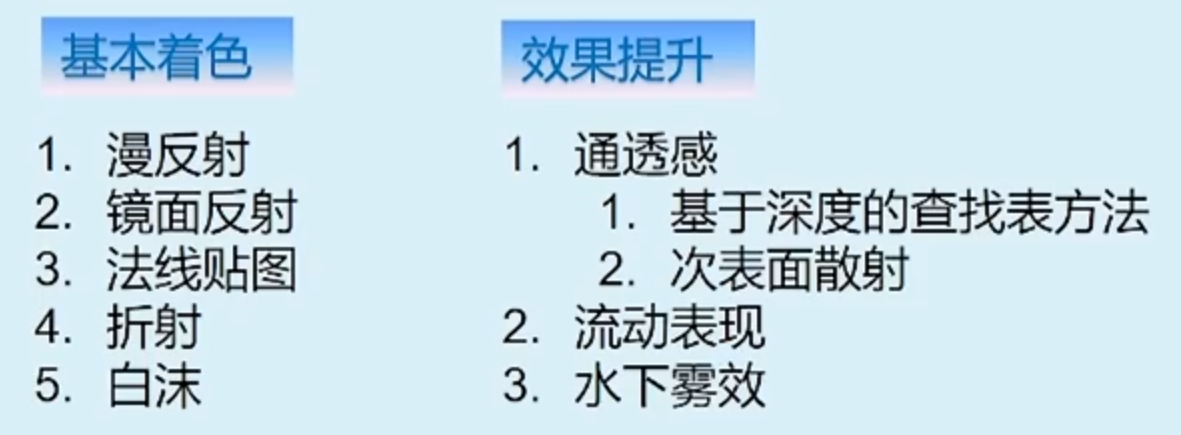 基本着色
1. 漫反射
2. 镜面反射
3. 法线贴图
4. 折射
5. 白沫
效果提升
1. 通透感
1. 基于深度的查找表方法
2. 次表面散射
2. 流动表现
3. 水下雾效